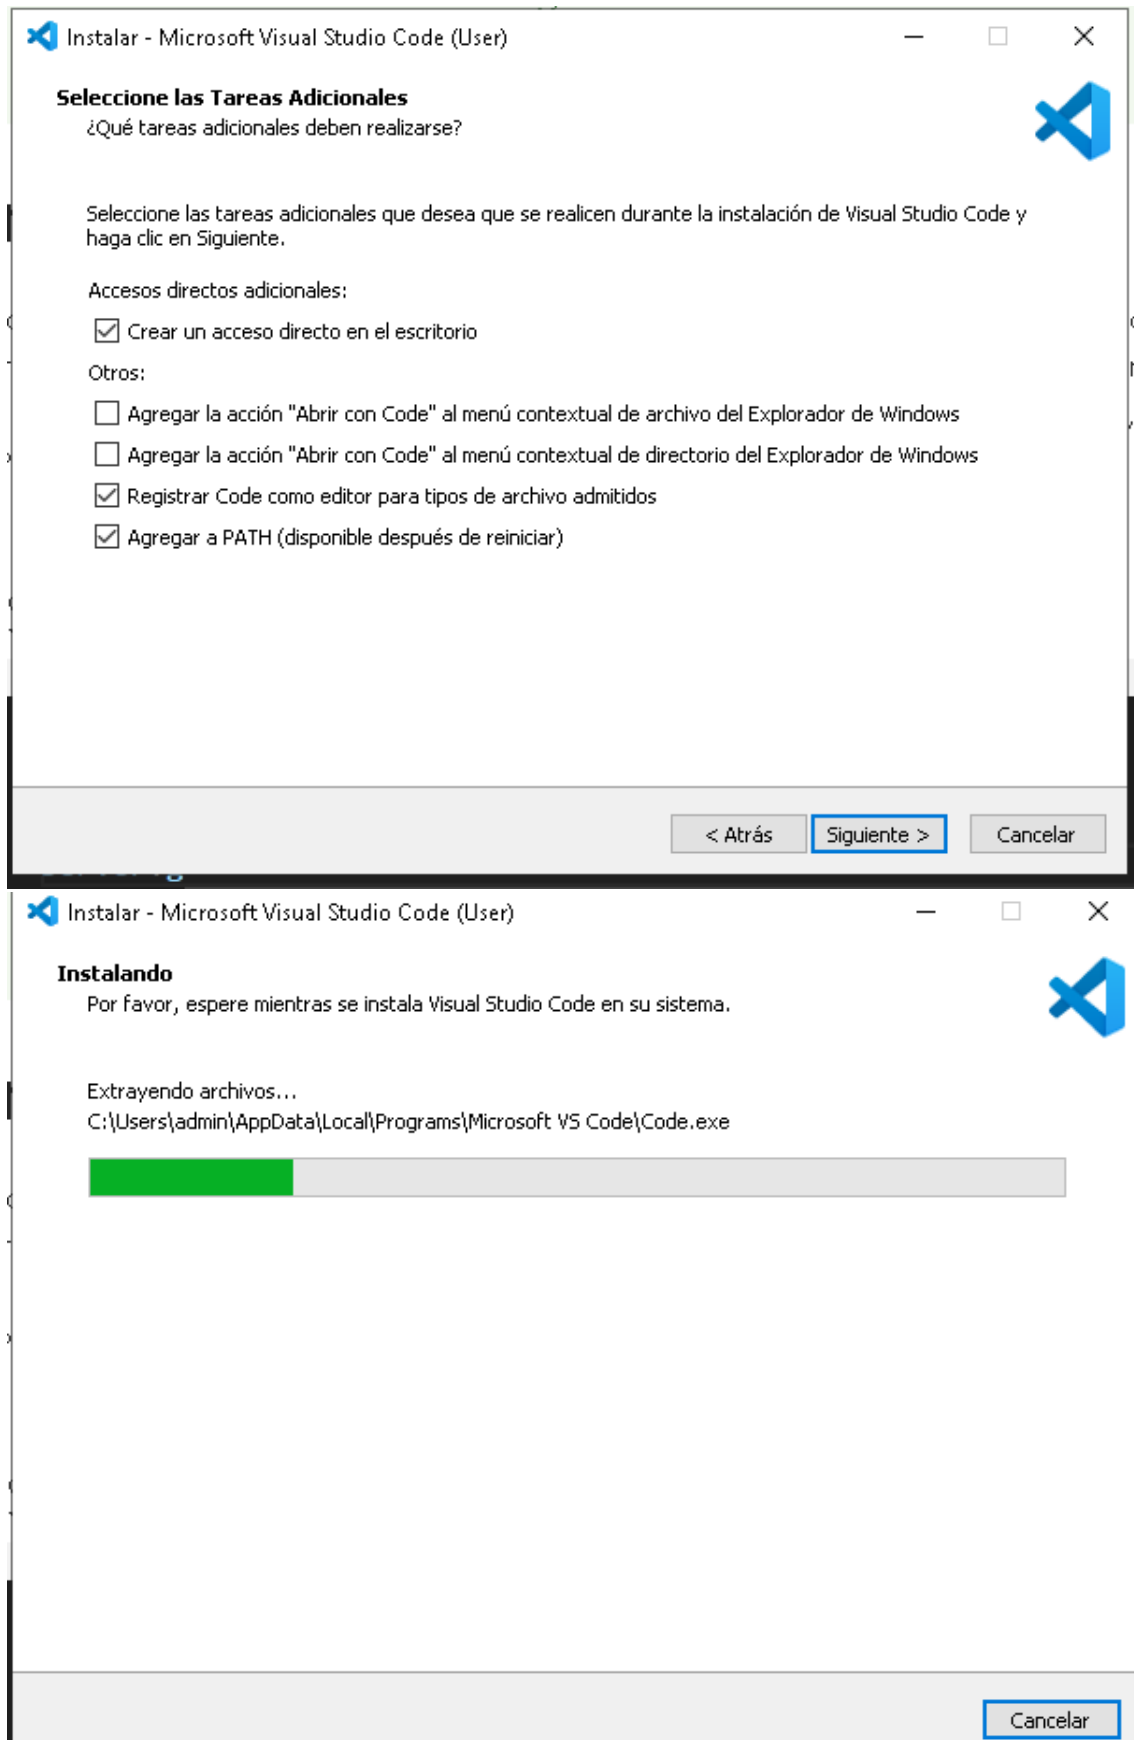 Instalar - Microsoft Visual Studio Code (User)
Seleccione las Tareas Adicionales
¿Qué tareas adicionales deben realizarse?
Seleccione las tareas adicionales que desea que se realicen durante la instalación de Visual Studio Code y
haga clic en Siguiente.
Accesos directos adicionales:
Crear un acceso directo en el escritorio
Otros:
Agregar la acción "Abrir con Code" al menú contextual de archivo del Explorador de Windows
Agregar la acción "Abrir con Code" al menú contextual de directorio del Explorador de Windows
Registrar Code como editor para tipos de archivo admitidos
Agregar a PATH (disponible después de reiniciar)
< Atrás Siguiente > Cancelar
Instalar - Microsoft Visual Studio Code (User)
Instalando
Por favor, espere mientras se instala Visual Studio Code en su sistema.
Extrayendo archivos...
C:\Users\admin\AppData\Local\Programs\Microsoft VS Code\Code.exe
Cancelar